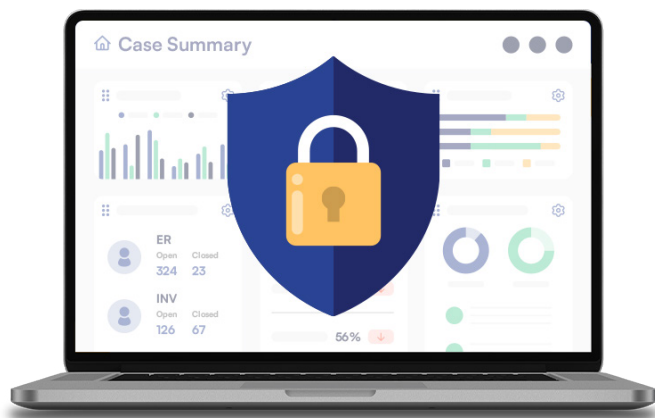 Case Summary
ER
Open Closed
324 23
INV
Open Closed
126 67
56%